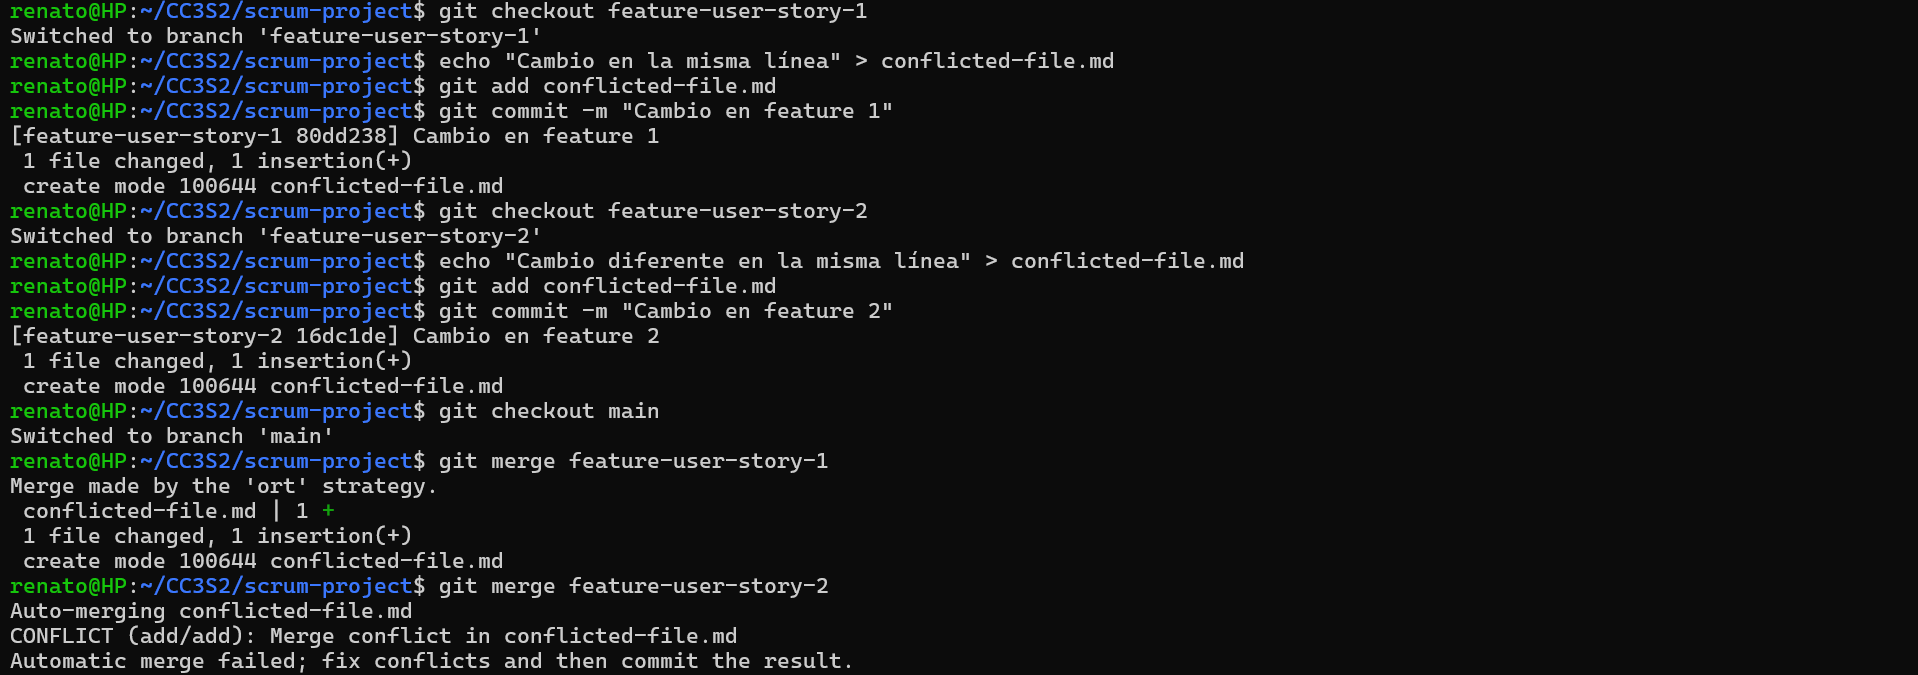 renato@HP:~/CC3S2/scrum-project$ git checkout feature-user-story-1
Switched to branch 'feature-user-story-1'
renato@HP:~/CC3S2/scrum-project$ echo "Cambio en la misma línea" > conflicted-file.md
renato@HP:~/CC3S2/scrum-project$ git add conflicted-file.md
renato@HP:~/CC3S2/scrum-project$ git commit -m "Cambio en feature 1"
[feature-user-story-1 80dd238] Cambio en feature 1
 1 file changed, 1 insertion(+)
 create mode 100644 conflicted-file.md
renato@HP:~/CC3S2/scrum-project$ git checkout feature-user-story-2
Switched to branch 'feature-user-story-2'
renato@HP:~/CC3S2/scrum-project$ echo "Cambio diferente en la misma línea" > conflicted-file.md
renato@HP:~/CC3S2/scrum-project$ git add conflicted-file.md
renato@HP:~/CC3S2/scrum-project$ git commit -m "Cambio en feature 2"
[feature-user-story-2 16dc1de] Cambio en feature 2
 1 file changed, 1 insertion(+)
 create mode 100644 conflicted-file.md
renato@HP:~/CC3S2/scrum-project$ git checkout main
Switched to branch 'main'
renato@HP:~/CC3S2/scrum-project$ git merge feature-user-story-1
Merge made by the 'ort' strategy.
 conflicted-file.md | 1 +
 1 file changed, 1 insertion(+)
 create mode 100644 conflicted-file.md
renato@HP:~/CC3S2/scrum-project$ git merge feature-user-story-2
Auto-merging conflicted-file.md
CONFLICT (add/add): Merge conflict in conflicted-file.md
Automatic merge failed; fix conflicts and then commit the result.